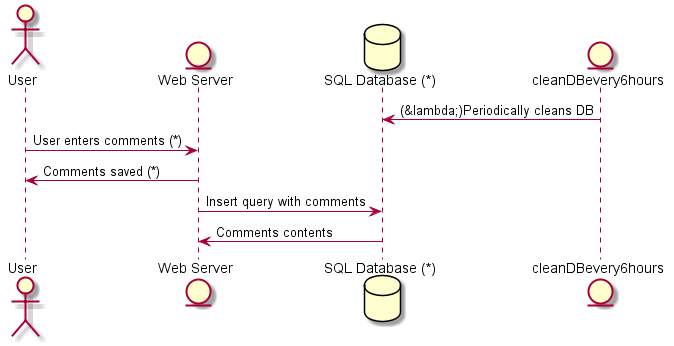 User
Web Server
SQL Database (*)
cleanDBevery6hours
(&lambda;)Periodically cleans DB
User enters comments (*)
Comments saved (*)
Insert query with comments
Comments contents
User
Web Server
SQL Database (*)
cleanDBevery6hours